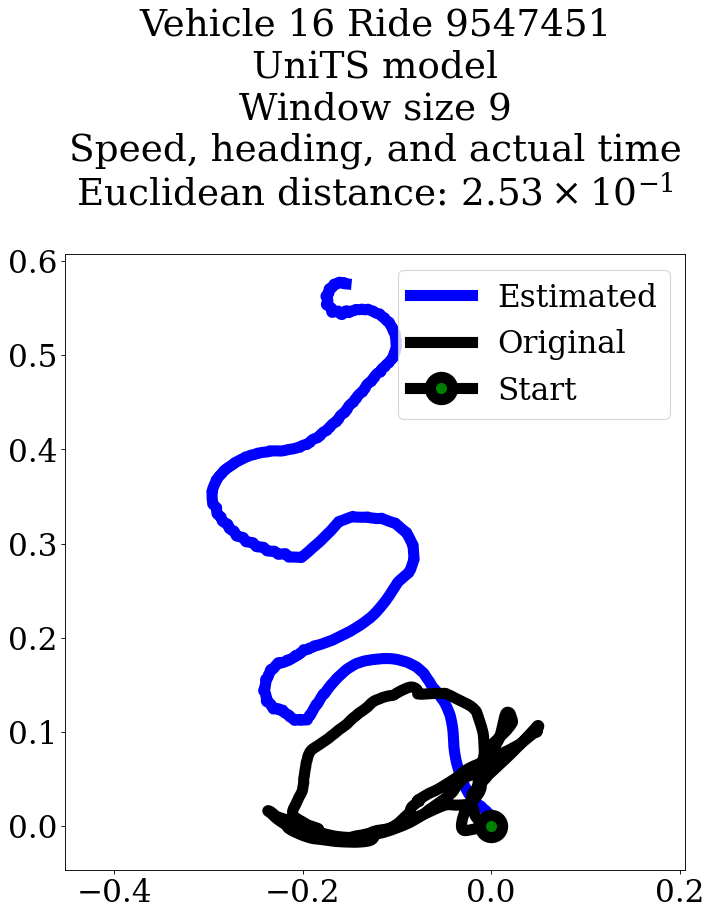 Vehicle 16 Ride 9547451
UniTS model
Window size 9
Speed, heading, and actual time
Euclidean distance: 2.53 × 10⁻¹
0.6
Estimated
Original
Start
0.5
0.4
0.3
0.2
0.1
0.0
−0.4 −0.2 0.0 0.2